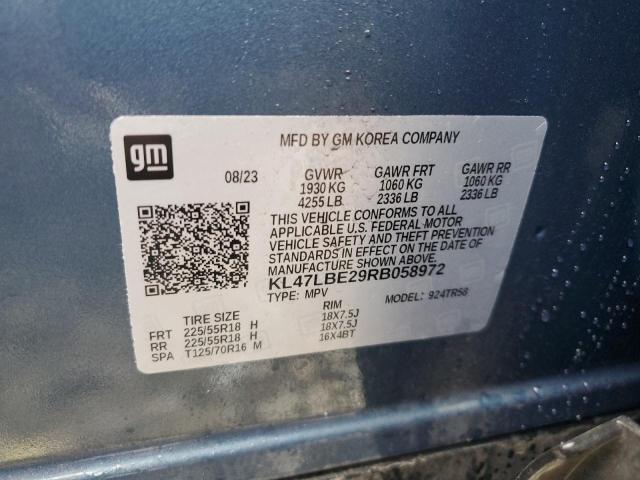 gm
MFD BY GM KOREA COMPANY
08/23 GVWR GAWR FRT GAWR RR
1930 KG 1060 KG 1060 KG
4255 LB 2336 LB 2336 LB
THIS VEHICLE CONFORMS TO ALL
APPLICABLE U.S. FEDERAL MOTOR
VEHICLE SAFETY AND THEFT PREVENTION
STANDARDS IN EFFECT ON THE DATE OF
MANUFACTURE SHOWN ABOVE.
KL47LBE29RB058972
TYPE: MPV MODEL: 924TR58
TIRE SIZE RIM
FRT 225/55R18 H 18X7.5J
RR 225/55R18 H 18X7.5J
SPA T125/70R16 M 16X4BT